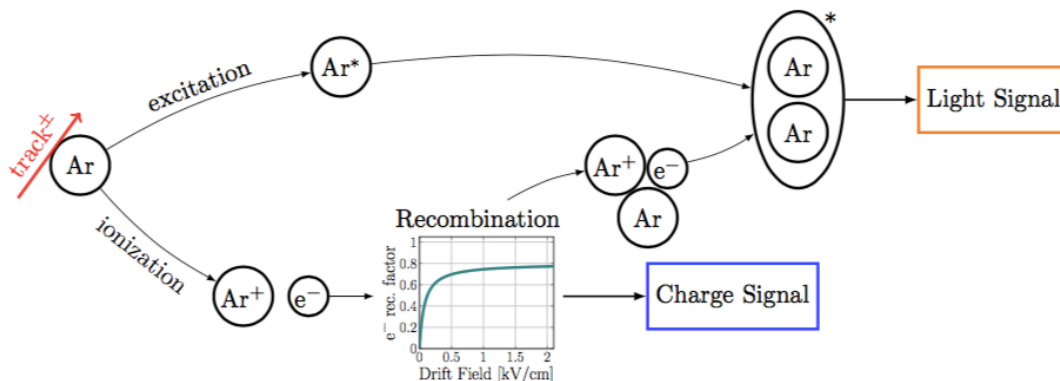 track±
Ar
excitation
Ar*
Ar
Ar
*
Light Signal
ionization
Ar+
e−
Recombination
e− rec. factor
1
0.8
0.6
0.4
0.2
0
0
0.5
1
1.5
2
Drift Field [kV/cm]
Ar+
e−
Ar
Charge Signal